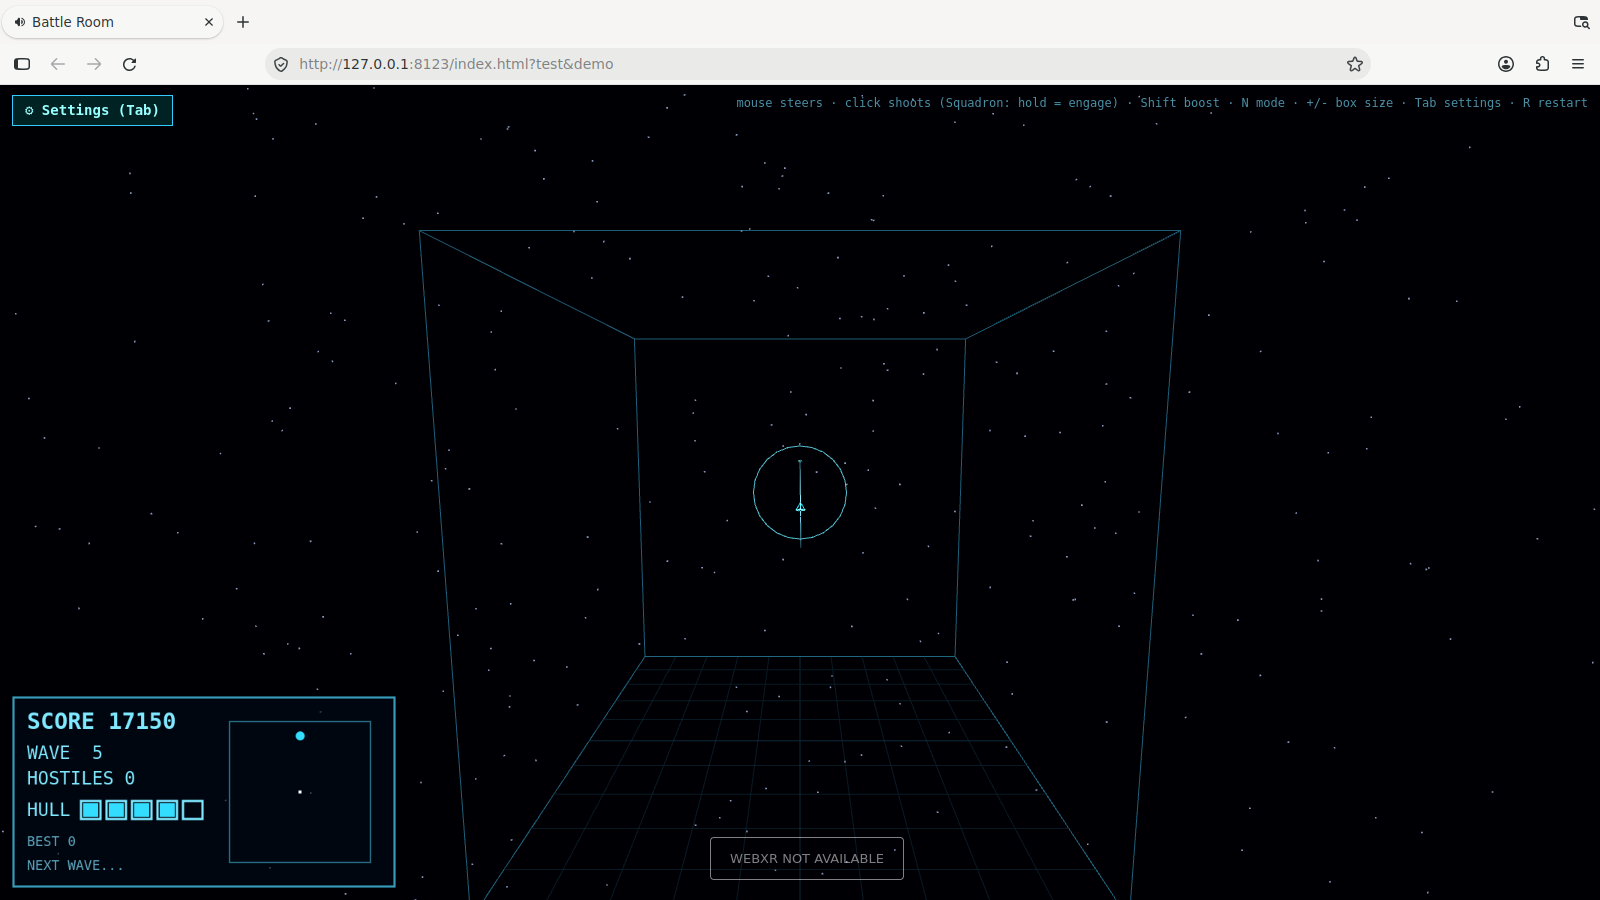 Battle Room
http://127.0.0.1:8123/index.html?test&demo
⚙ Settings (Tab)
mouse steers · click shoots (Squadron: hold = engage) · Shift boost · N mode · +/- box size · Tab settings · R restart
SCORE 17150
WAVE 5
HOSTILES 0
HULL
BEST 0
NEXT WAVE...
WEBXR NOT AVAILABLE